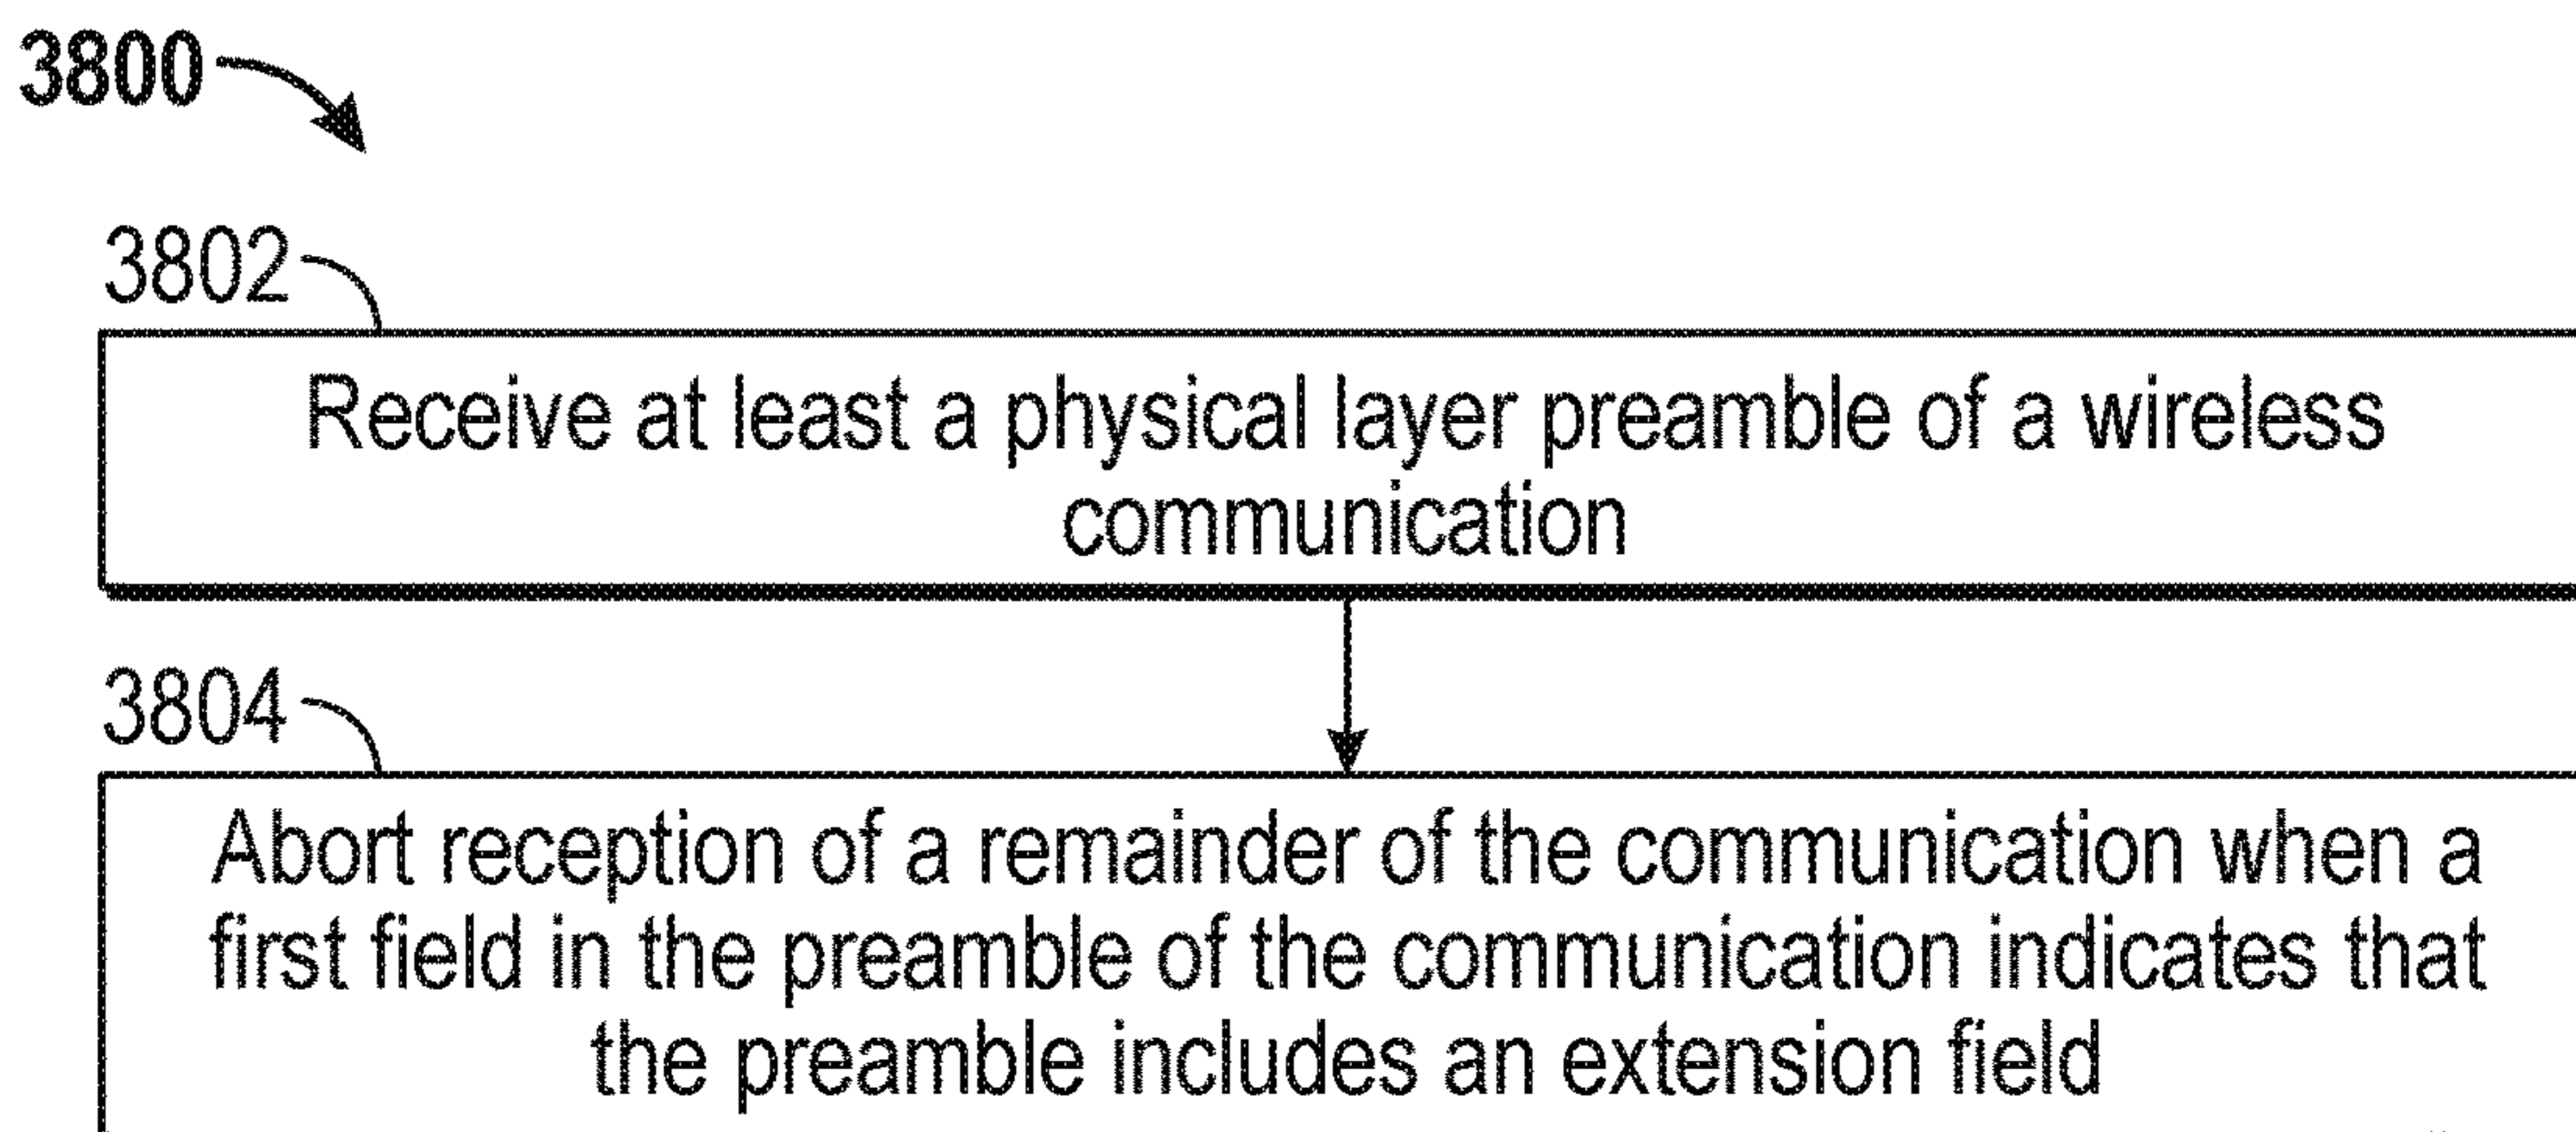 3800
3802
Receive at least a physical layer preamble of a wireless
communication
3804
Abort reception of a remainder of the communication when a
first field in the preamble of the communication indicates that
the preamble includes an extension field